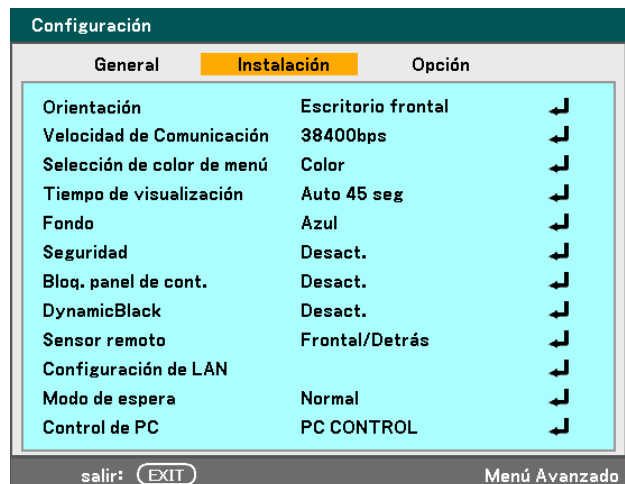 Configuración
General Instalación Opción
Orientación Escritorio frontal
Velocidad de Comunicación 38400bps
Selección de color de menú Color
Tiempo de visualización Auto 45 seg
Fondo Azul
Seguridad Desact.
Bloq. panel de cont. Desact.
DynamicBlack Desact.
Sensor remoto Frontal/Detrás
Configuración de LAN
Modo de espera Normal
Control de PC PC CONTROL
salir: EXIT Menú Avanzado